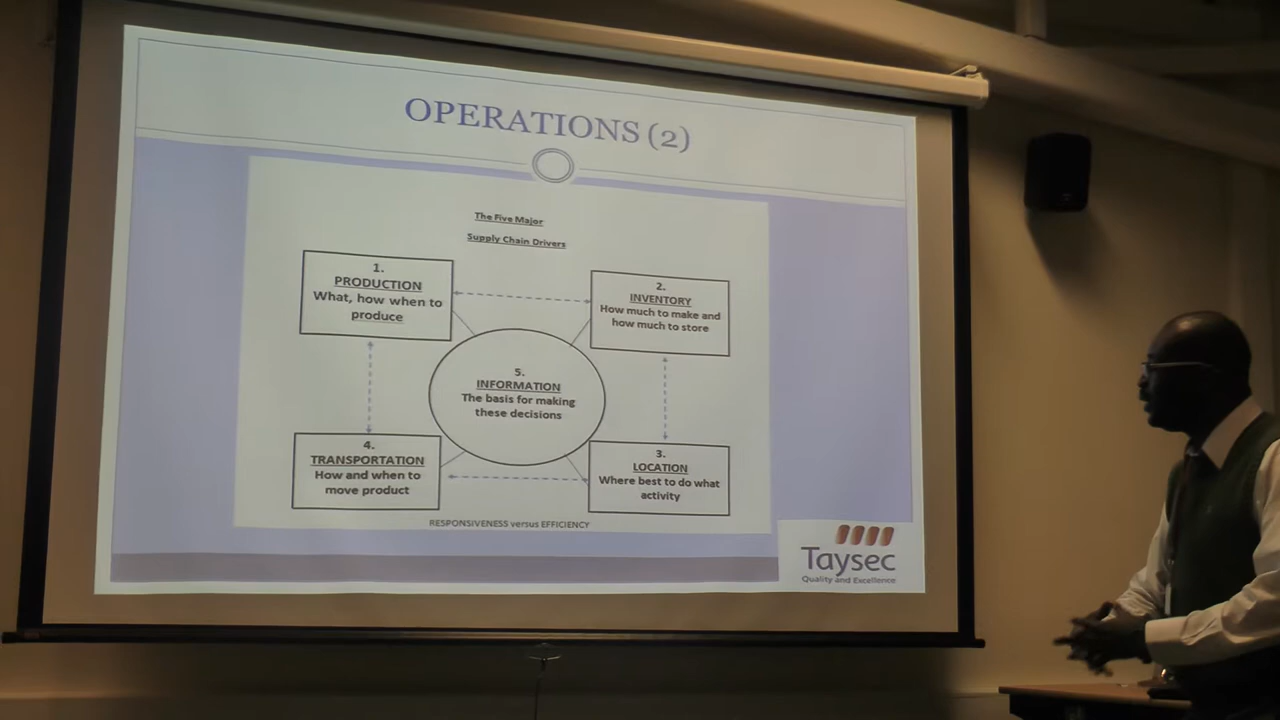 OPERATIONS (2)
The Five Major
Supply Chain Drivers
1.
PRODUCTION
What, how when to
produce
2.
INVENTORY
How much to make and
how much to store
5.
INFORMATION
The basis for making
these decisions
4.
TRANSPORTATION
How and when to
move product
3.
LOCATION
Where best to do what
activity
RESPONSIVENESS versus EFFICIENCY
Taysec
Quality and Excellence